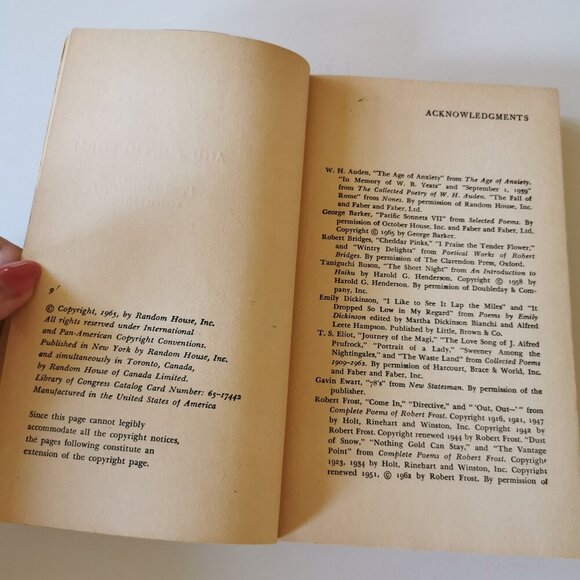 9
© Copyright, 1965, by Random House, Inc.
All rights reserved under International
and Pan-American Copyright Conventions.
Published in New York by Random House, Inc.
and simultaneously in Toronto, Canada,
by Random House of Canada Limited.
Library of Congress Catalog Card Number: 65-17442
Manufactured in the United States of America
Since this page cannot legibly
accommodate all the copyright notices,
the pages following constitute an
extension of the copyright page.
ACKNOWLEDGMENTS
W. H. Auden, "The Age of Anxiety" from The Age of Anxiety.
"In Memory of W. B. Yeats" and "September 1, 1939"
from The Collected Poetry of W. H. Auden. "The Fall of
Rome" from Nones. By permission of Random House, Inc.
and Faber and Faber, Ltd.
George Barker, "Pacific Sonnets VII" from Selected Poems. By
permission of October House, Inc. and Faber and Faber, Ltd.
Copyright © 1965 by George Barker.
Robert Bridges, "Cheddar Pinks," "I Praise the Tender Flower,"
and "Wintry Delights" from Poetical Works of Robert
Bridges. By permission of The Clarendon Press, Oxford.
Taniguchi Buson, "The Short Night" from An Introduction to
Haiku by Harold G. Henderson. Copyright © 1958 by
Harold G. Henderson. By permission of Doubleday & Com-
pany, Inc.
Emily Dickinson, "I Like to See It Lap the Miles" and "It
Dropped So Low in My Regard" from Poems by Emily
Dickinson edited by Martha Dickinson Bianchi and Alfred
Leete Hampson. Published by Little, Brown & Co.
T. S. Eliot, "Journey of the Magi," "The Love Song of J. Alfred
Prufrock," "Portrait of a Lady," "Sweeney Among the
Nightingales," and "The Waste Land" from Collected Poems
1909-1962. By permission of Harcourt, Brace & World, Inc.
and Faber and Faber, Inc.
Gavin Ewart, "78's" from New Statesman. By permission of the
publisher.
Robert Frost, "Come In," "Directive," and "'Out, Out—'" from
Complete Poems of Robert Frost. Copyright 1916, 1921, 1947
by Holt, Rinehart and Winston, Inc. Copyright 1942 by
Robert Frost. Copyright renewed 1944 by Robert Frost. "Dust
of Snow," "Nothing Gold Can Stay," and "The Vantage
Point" from Complete Poems of Robert Frost. Copyright
1923, 1934 by Holt, Rinehart and Winston, Inc. Copyright
renewed 1951, © 1962 by Robert Frost. By permission of